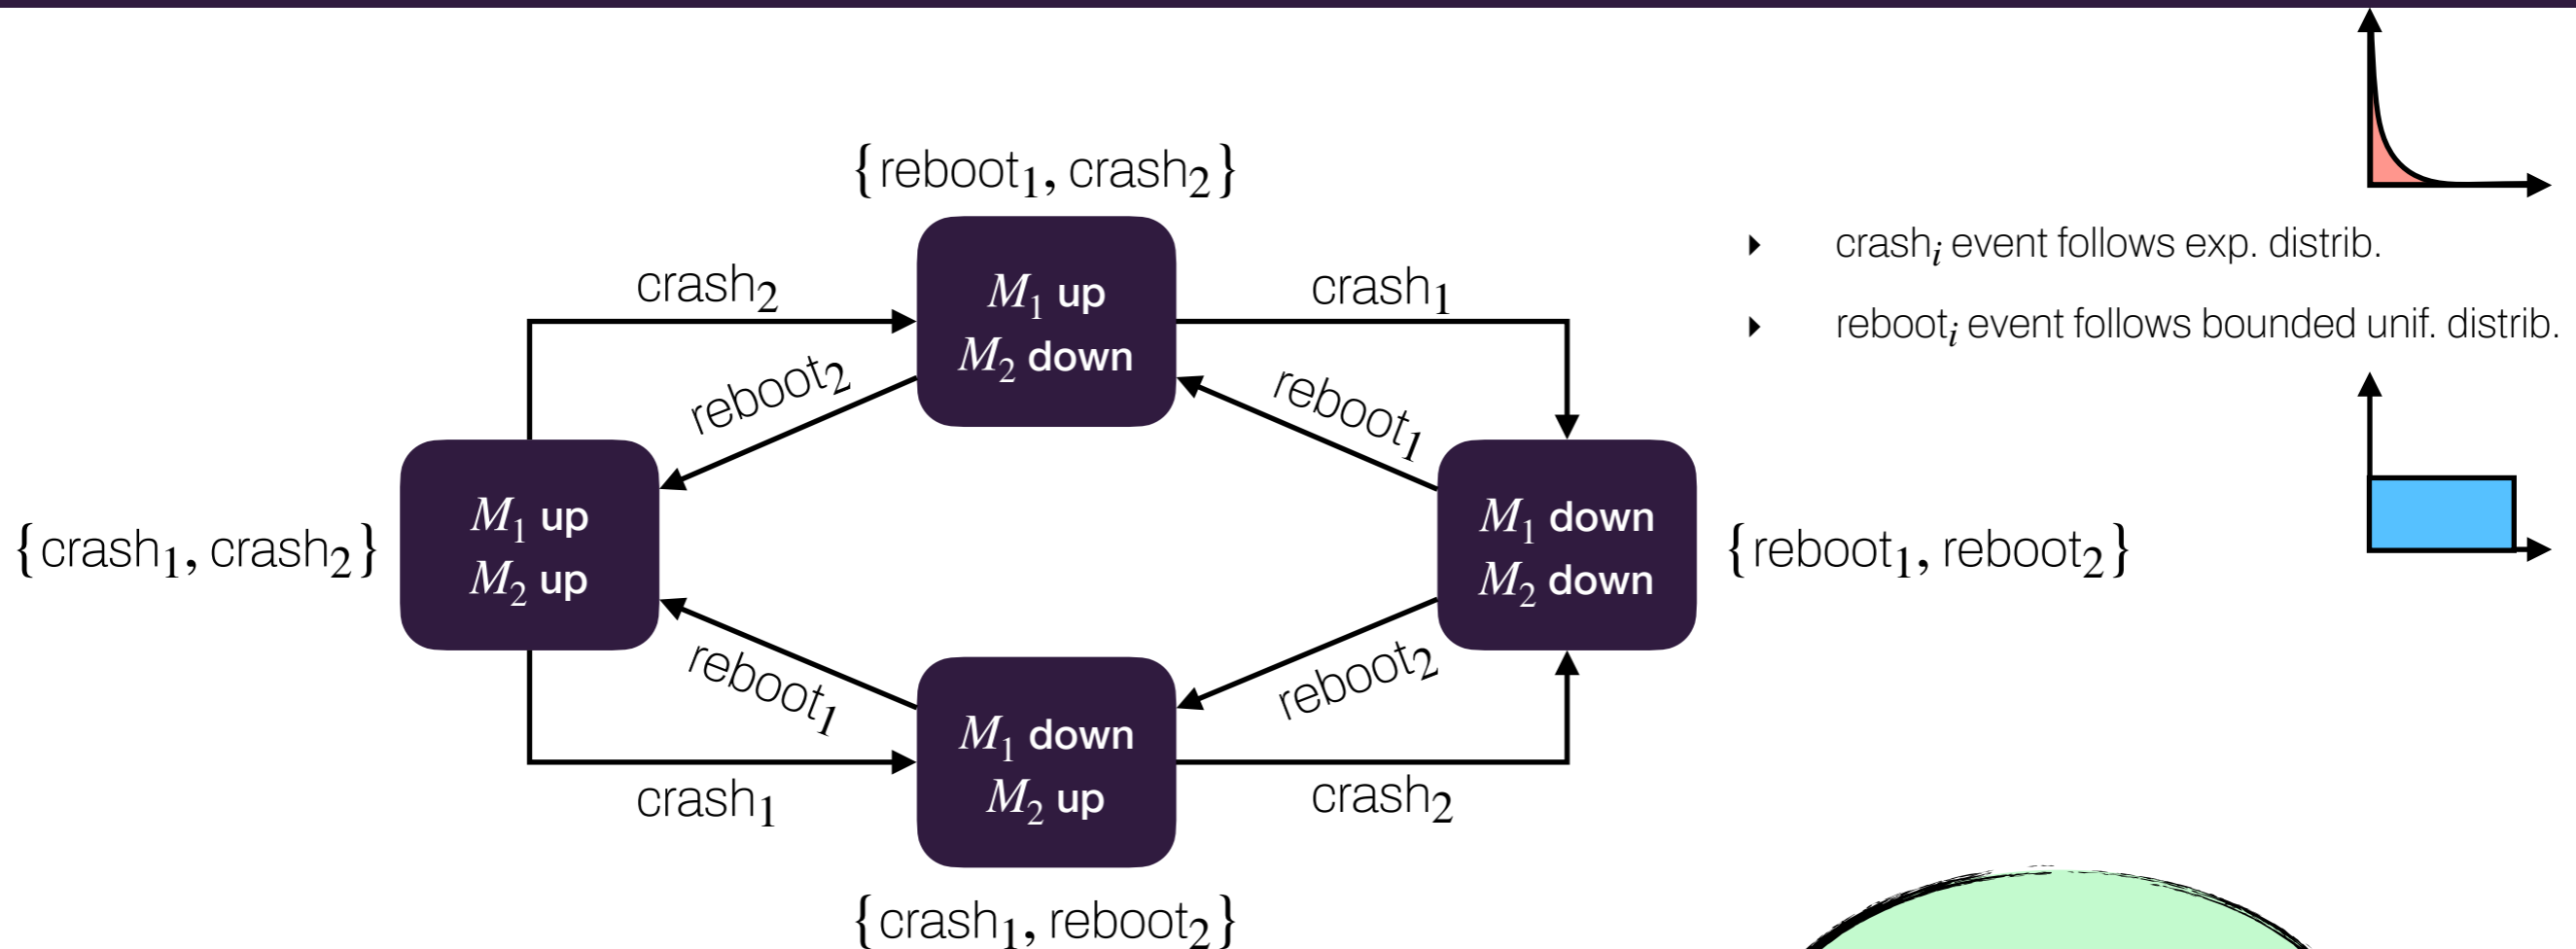 {reboot₁, crash₂}
crash₂
M₁ up
M₂ down
crash₁
reboot₂
reboot₁
{crash₁, crash₂}
M₁ up
M₂ up
M₁ down
M₂ down
{reboot₁, reboot₂}
reboot₁
reboot₂
M₁ down
M₂ up
crash₁
crash₂
{crash₁, reboot₂}
‣ crashᵢ event follows exp. distrib.
‣ rebootᵢ event follows bounded unif. distrib.